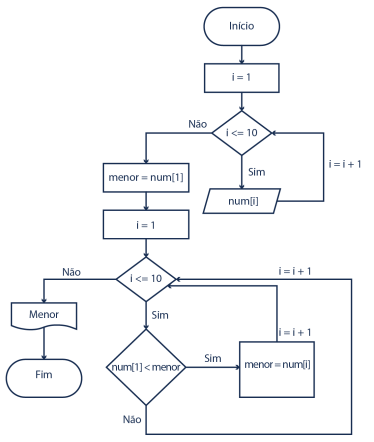 Início
i = 1
i <= 10
Não
Sim
i = i + 1
num[i]
menor = num[1]
i = 1
i <= 10
Não
i = i + 1
Menor
Sim
i = i + 1
Fim
num[1] < menor
Sim
menor = num[i]
Não